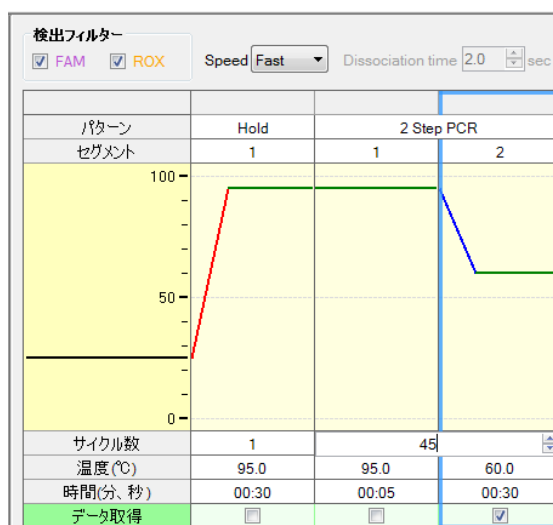 検出フィルター
FAM ROX Speed Fast Dissociation time 2.0 sec
パターン Hold 2 Step PCR
セグメント 1 1 2
100
50
0
サイクル数 1 45
温度(℃) 95.0 95.0 60.0
時間(分、秒) 00:30 00:05 00:30
データ取得